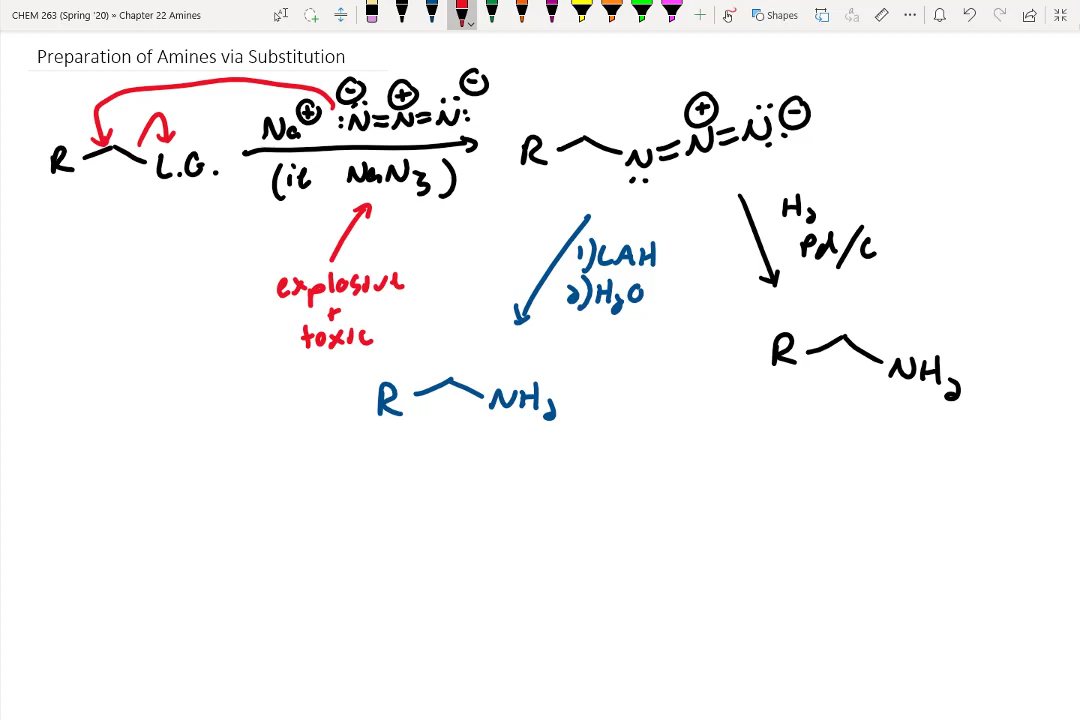 CHEM 263 (Spring '20) » Chapter 22 Amines
Shapes
Preparation of Amines via Substitution
Na⊕ ⊖:N̈=N⊕=N̈:⊖
R L.G.
(ie NaN3)
explosive
+
toxic
R N=N⊕=N̈:⊖
1) LAH
2) H2O
H2
Pd/C
R NH2
R NH2